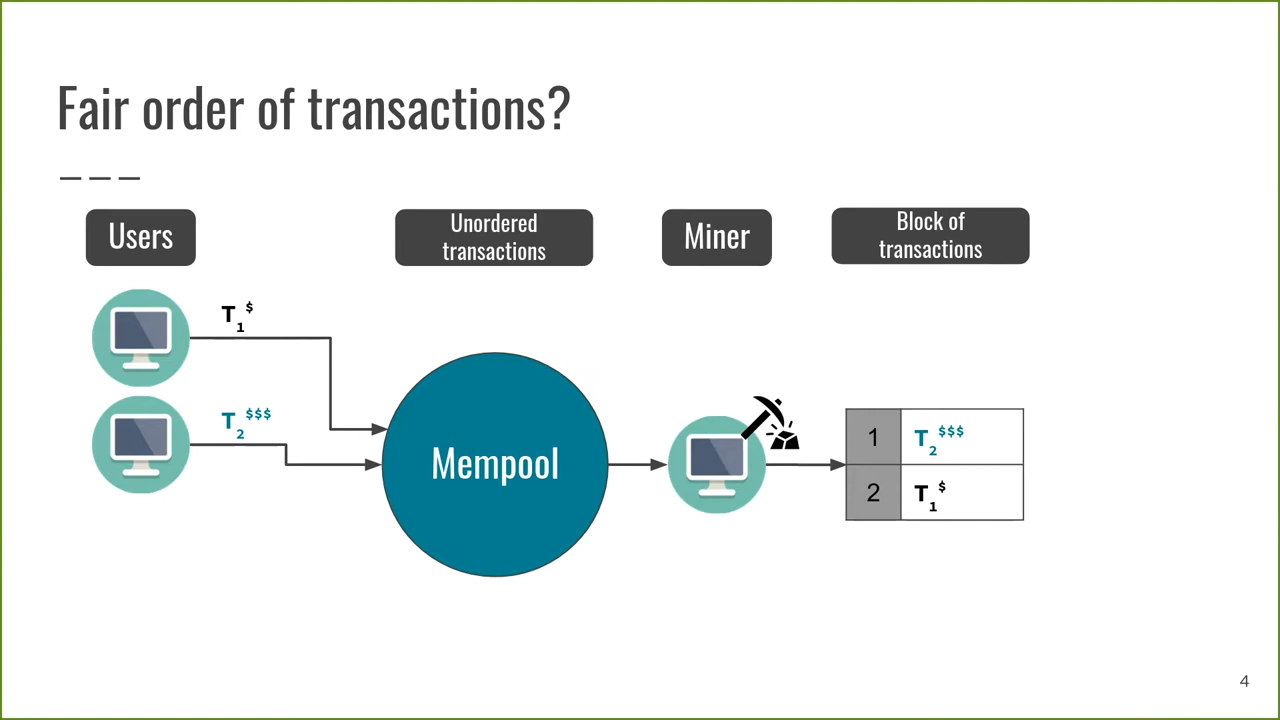 Fair order of transactions?
Users
Unordered
transactions
Miner
Block of
transactions
T1$
T2$$$
Mempool
1 T2$$$
2 T1$
4